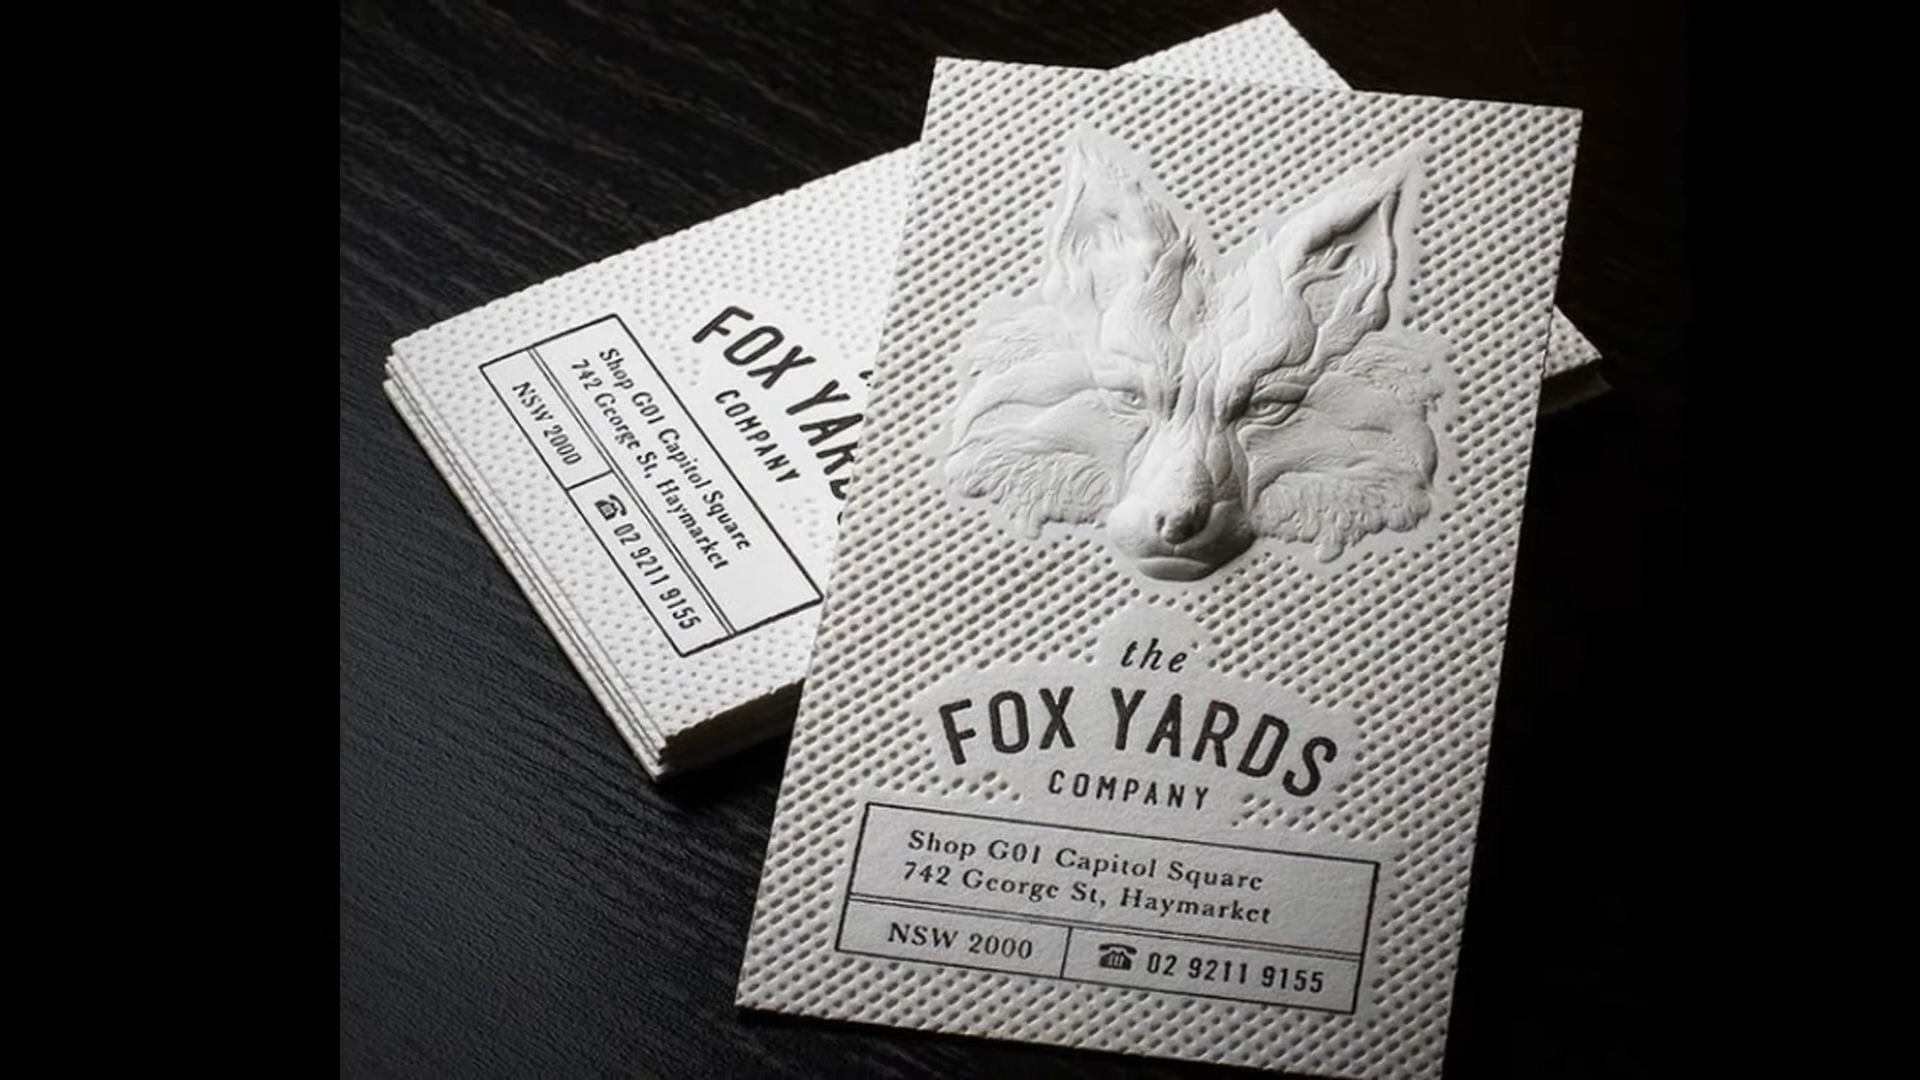 the
FOX YARDS
COMPANY
Shop G01 Capitol Square
742 George St, Haymarket
NSW 2000
☎ 02 9211 9155
FOX YAR
COMPANY
Shop G01 Capitol Square
742 George St, Haymarket
NSW 2000
☎ 02 9211 9155